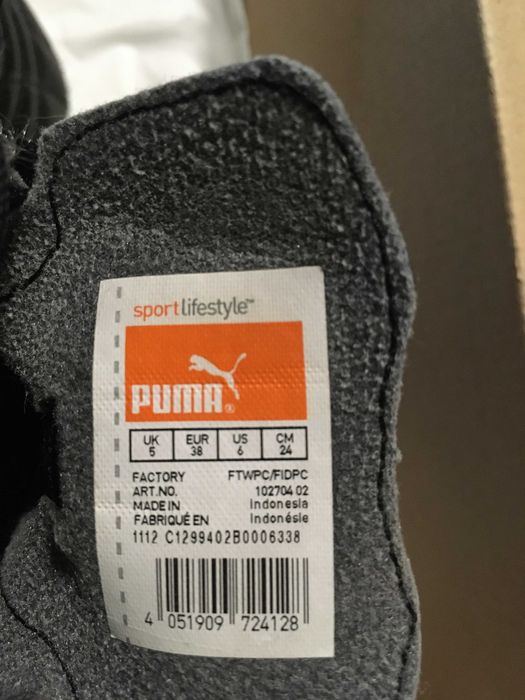 sportlifestyle™
PUMA®
UK EUR US CM
5 38 6 24
FACTORY FTWPC/FIDPC
ART.NO. 102704 02
MADE IN Indonesia
FABRIQUÉ EN Indonésie
1112 C1299402B0006338
4 051909 724128